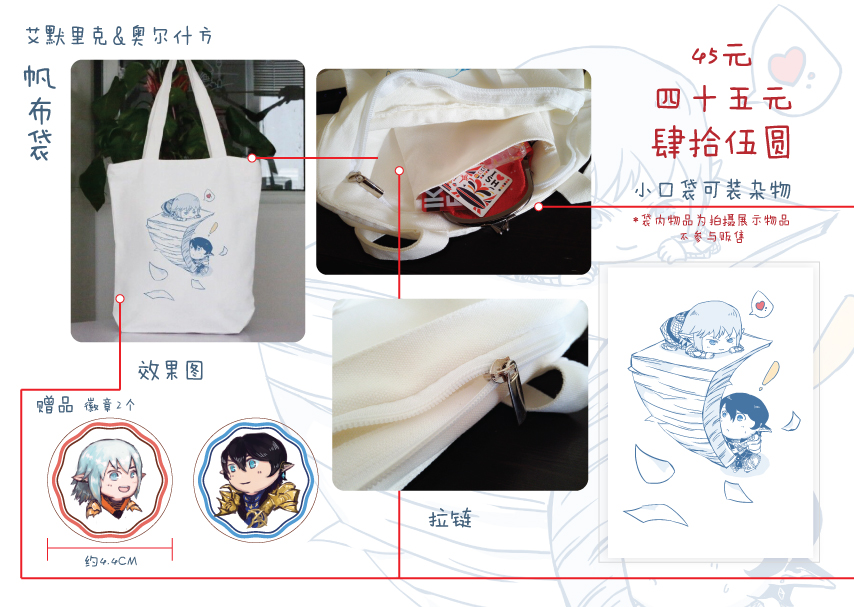 艾默里克&奥尔什方
帆布袋
45元
四十五元
肆拾伍圆
小口袋可装杂物
*袋内物品为拍摄展示物品
不参与贩售
效果图
赠品 徽章2个
拉链
约4.4CM